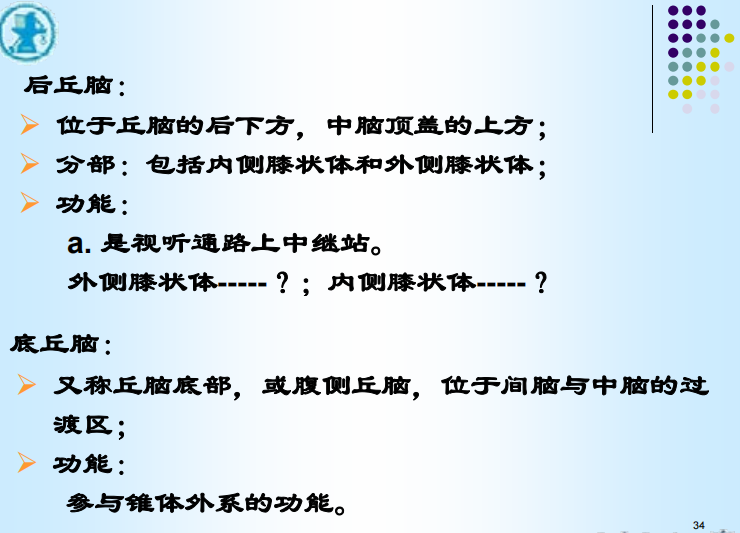 后丘脑：
位于丘脑的后下方，中脑顶盖的上方；
分部：包括内侧膝状体和外侧膝状体；
功能：
a. 是视听通路上中继站。
外侧膝状体-----？；内侧膝状体-----？
底丘脑：
又称丘脑底部，或腹侧丘脑，位于间脑与中脑的过
渡区；
功能：
参与锥体外系的功能。
34